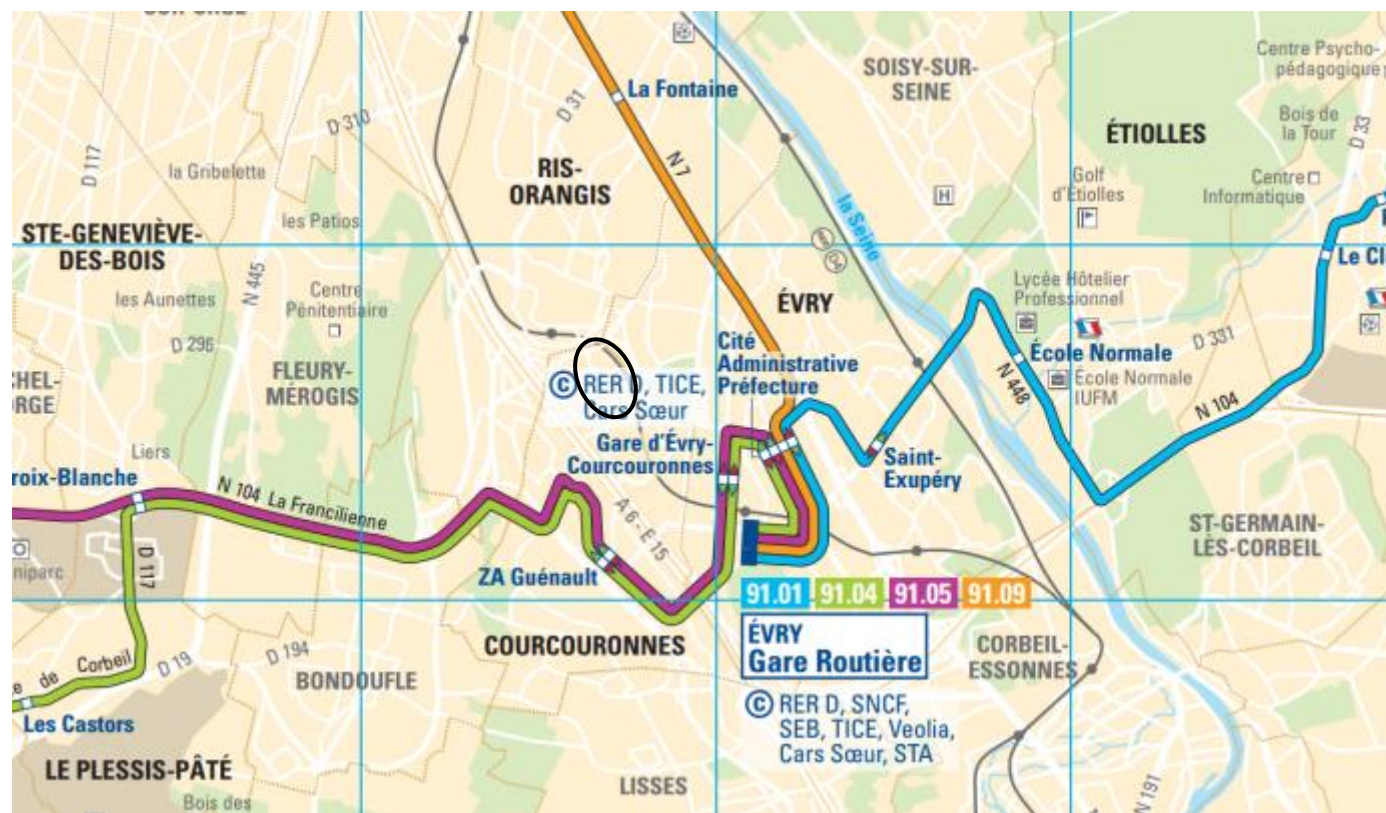 La Fontaine
SOISY-SUR-
SEINE
Centre Psycho-
pédagogique
D 31
D 310
N 7
ÉTIOLLES
Bois de
la Tour
D 33
D 117
la Gribelette
RIS-
ORANGIS
Golf
d'Étiolles
Centre
Informatique
H
la Seine
STE-GENEVIÈVE-
DES-BOIS
les Patios
N 445
RER
D4
Le Cl
les Aunettes
Centre
Pénitentiaire
ÉVRY
Lycée Hôtelier
Professionnel
D 296
Cité
Administrative
Préfecture
D 331
École Normale
FLEURY-
MÉROGIS
HEL-
RGE
C RER D, TICE,
Cars Sœur
N 448
École Normale
IUFM
N 104
Gare d'Évry-
Courcouronnes
Liers
Saint-
Exupéry
roix-Blanche
N 104 La Francilienne
A 6 - E 15
ST-GERMAIN-
LÈS-CORBEIL
D 117
niparc
ZA Guénault
91.01 91.04 91.05 91.09
ÉVRY
Gare Routière
COURCOURONNES
CORBEIL-
ESSONNES
e de Corbeil
D 19
D 194
BONDOUFLE
Les Castors
C RER D, SNCF,
SEB, TICE, Veolia,
Cars Sœur, STA
LE PLESSIS-PÂTÉ
LISSES
Bois des
N 191